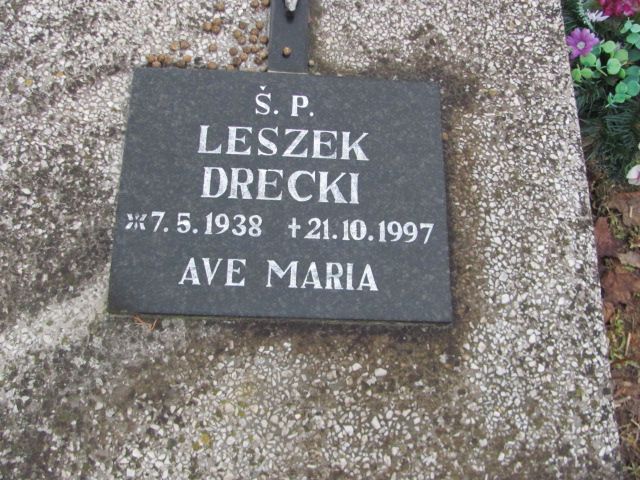 Š. P.
LESZEK
DRECKI
*7.5.1938 †21.10.1997
AVE MARIA